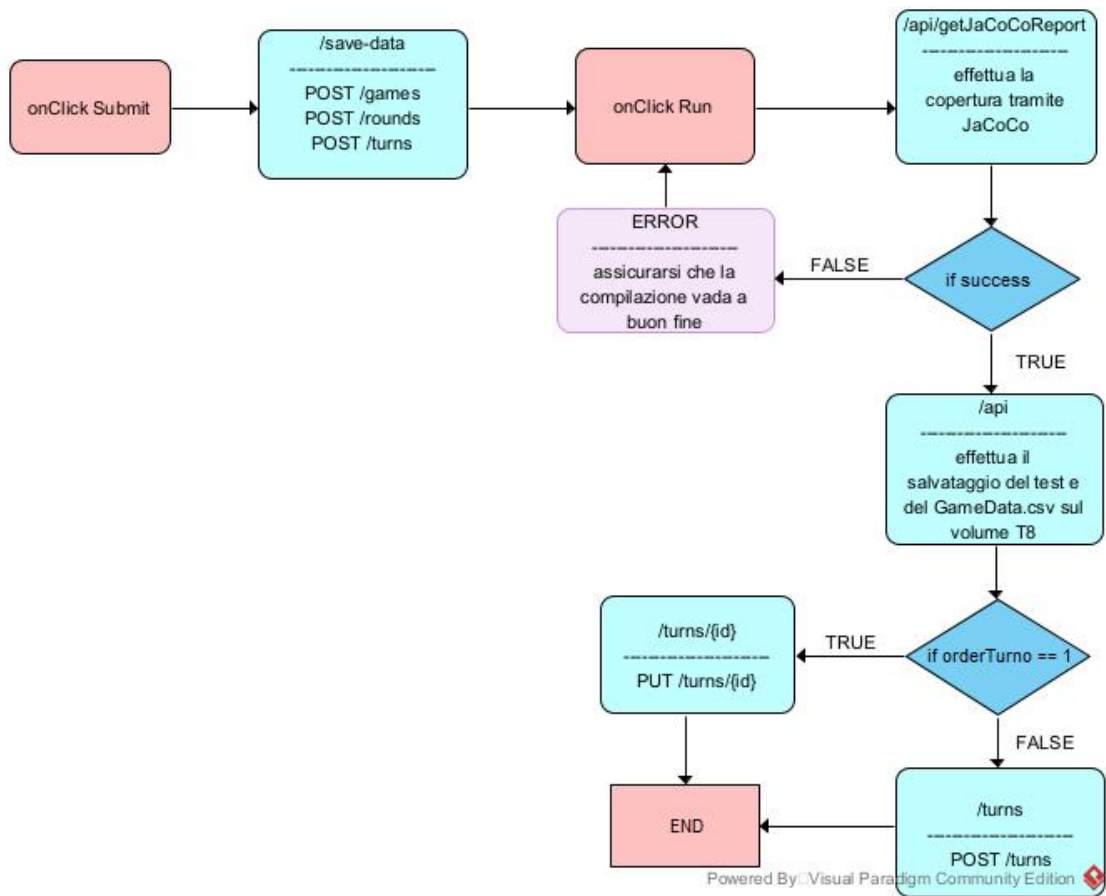 onClick Submit
/save-data
------------------------
POST /games
POST /rounds
POST /turns
onClick Run
/api/getJaCoCoReport
------------------------
effettua la
copertura tramite
JaCoCo
ERROR
------------------------
assicurarsi che la
compilazione vada a
buon fine
FALSE
if success
TRUE
/api
------------------------
effettua il
salvataggio del test e
del GameData.csv sul
volume T8
/turns/{id}
------------------------
PUT /turns/{id}
TRUE
if orderTurno == 1
FALSE
END
/turns
------------------------
POST /turns
Powered By Visual Paradigm Community Edition